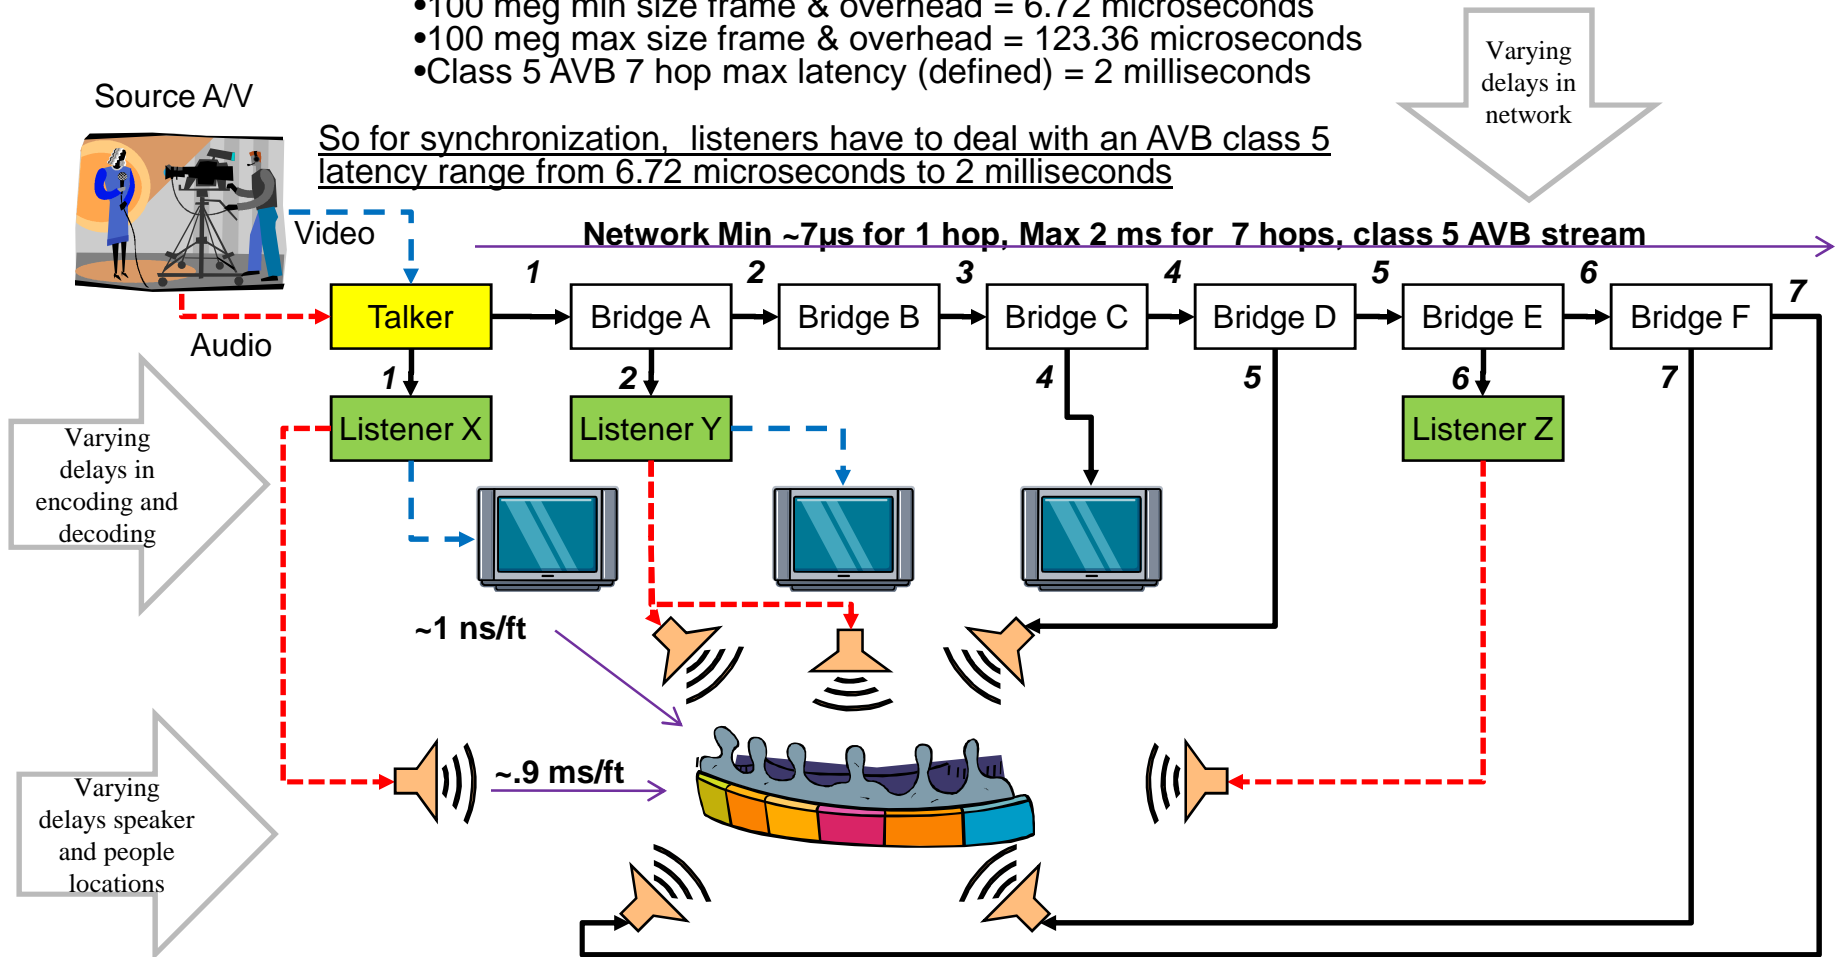 •100 meg min size frame & overhead = 6.72 microseconds
•100 meg max size frame & overhead = 123.36 microseconds
•Class 5 AVB 7 hop max latency (defined) = 2 milliseconds
Varying
delays in
network
Source A/V
So for synchronization, listeners have to deal with an AVB class 5
latency range from 6.72 microseconds to 2 milliseconds
Video
Network Min ~7µs for 1 hop, Max 2 ms for 7 hops, class 5 AVB stream
1
2
3
4
5
6
7
Talker
Bridge A
Bridge B
Bridge C
Bridge D
Bridge E
Bridge F
Audio
1
2
4
5
6
7
Listener X
Listener Y
Listener Z
Varying
delays in
encoding and
decoding
~1 ns/ft
~.9 ms/ft
Varying
delays speaker
and people
locations